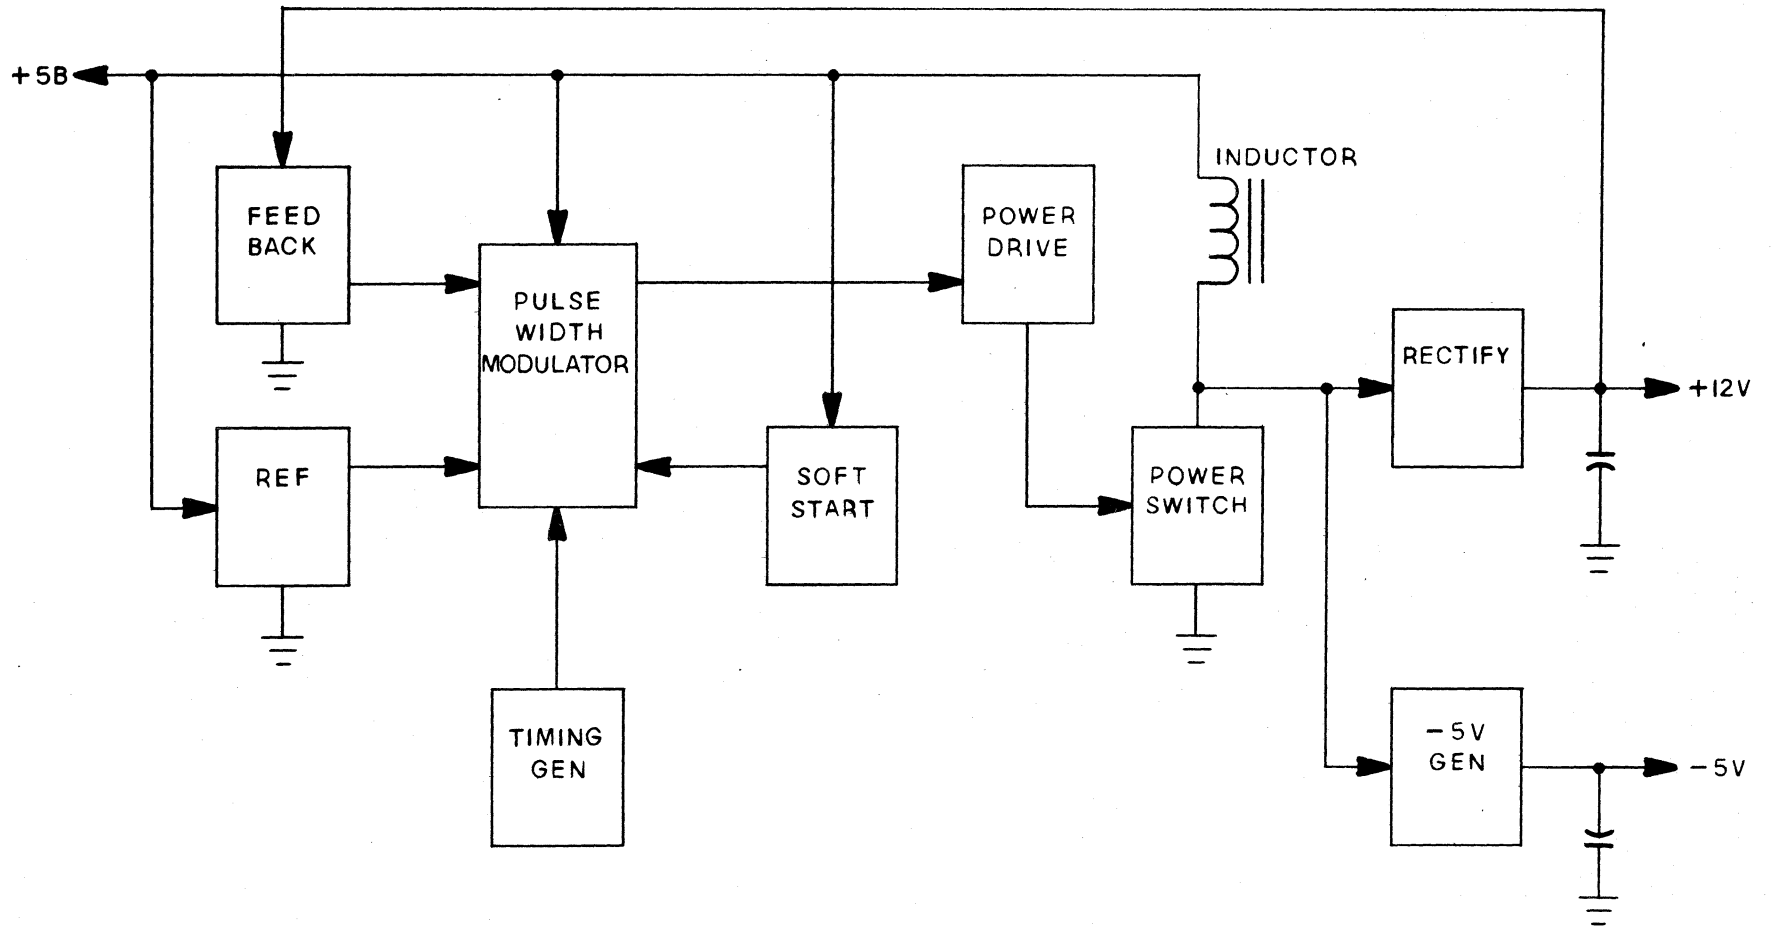 +5B
INDUCTOR
FEED
BACK
POWER
DRIVE
PULSE
WIDTH
MODULATOR
RECTIFY
+12V
REF
SOFT
START
POWER
SWITCH
TIMING
GEN
-5V
GEN
-5V